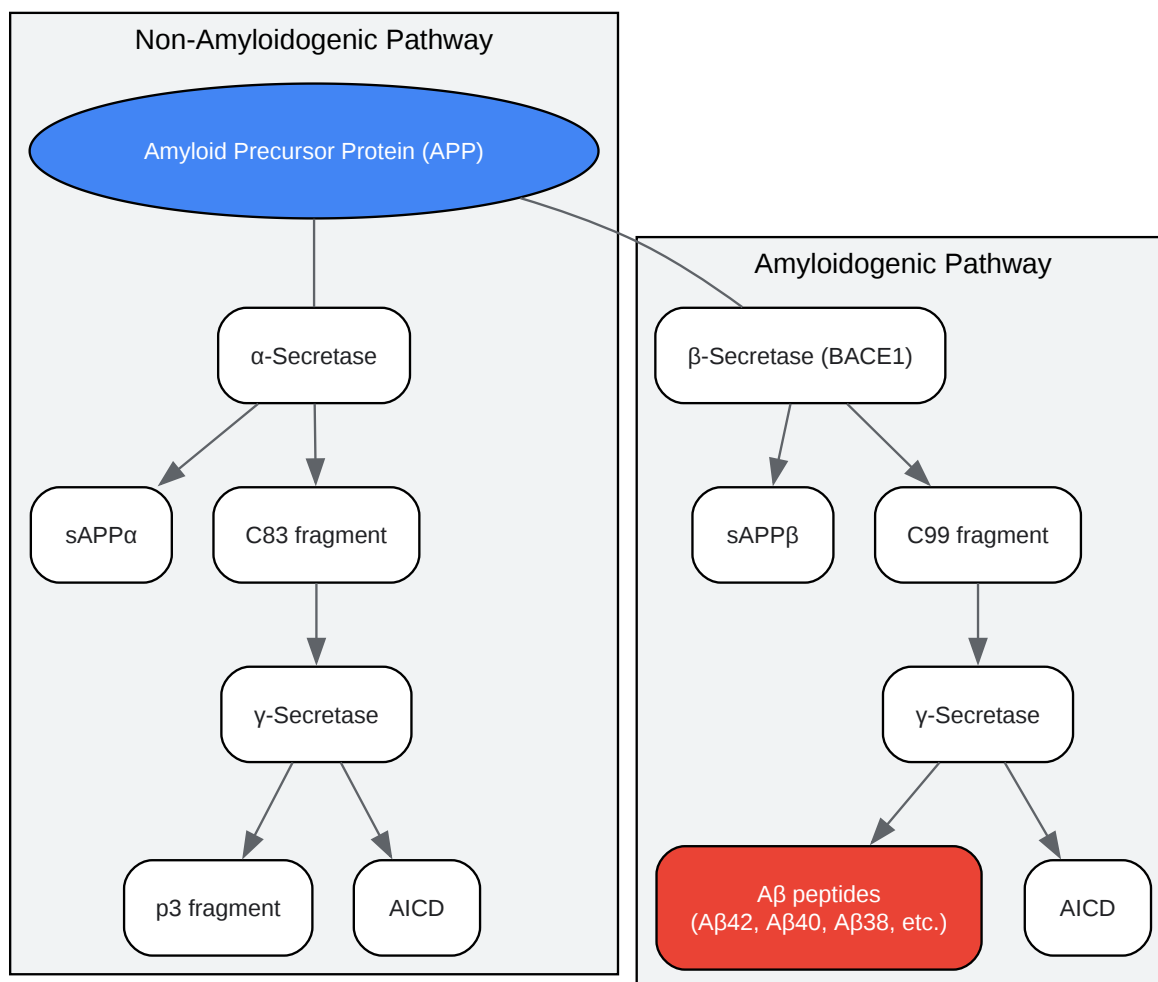 Non-Amyloidogenic Pathway
Amyloid Precursor Protein (APP)
α-Secretase
sAPPα
C83 fragment
γ-Secretase
p3 fragment
AICD
Amyloidogenic Pathway
β-Secretase (BACE1)
sAPPβ
C99 fragment
γ-Secretase
Aβ peptides
(Aβ42, Aβ40, Aβ38, etc.)
AICD